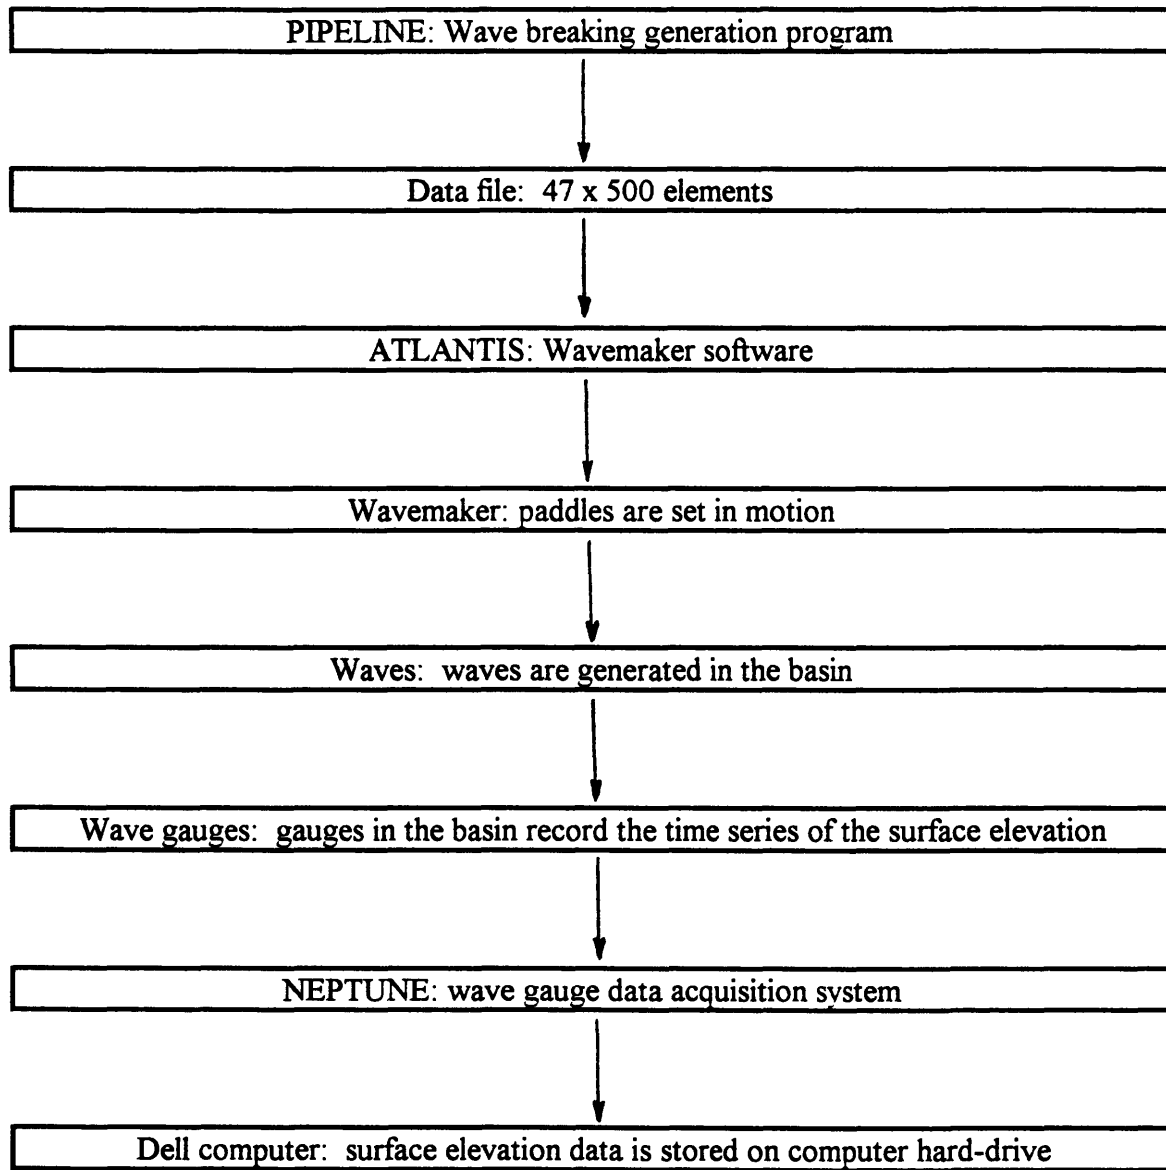 PIPELINE: Wave breaking generation program
Data file: 47 x 500 elements
ATLANTIS: Wavemaker software
Wavemaker: paddles are set in motion
Waves: waves are generated in the basin
Wave gauges: gauges in the basin record the time series of the surface elevation
NEPTUNE: wave gauge data acquisition system
Dell computer: surface elevation data is stored on computer hard-drive